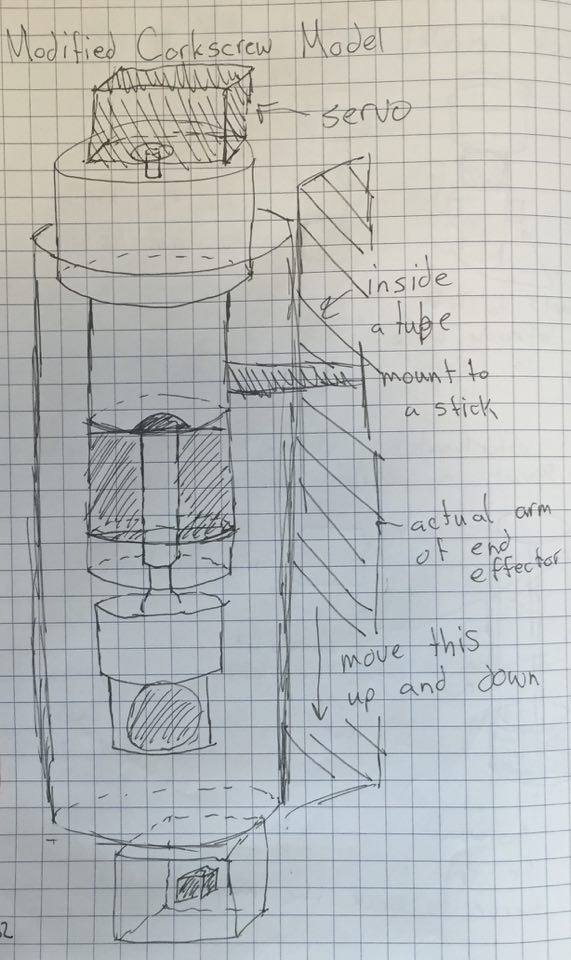 Modified Corkscrew Model
servo
inside
a tube
mount to
a stick
actual arm
of end
effector
move this
up and down